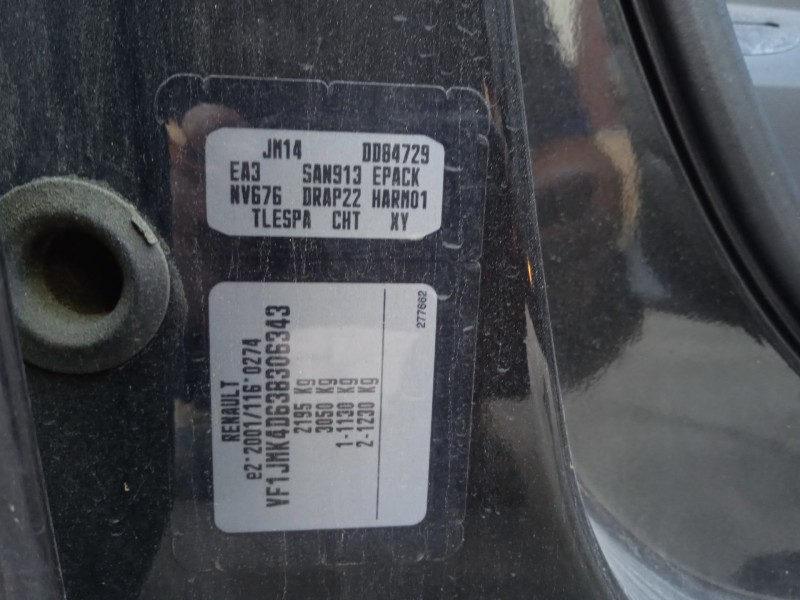 JM14 DD84729
EA3 SAN913 EPACK
NV676 DRAP22 HARM01
TLESPA CHT XY
RENAULT
e2*2001/116*0274
VF1JMK4D63B306343
2195 Kg
3050 Kg
1-1130 Kg
2-1230 Kg
277662